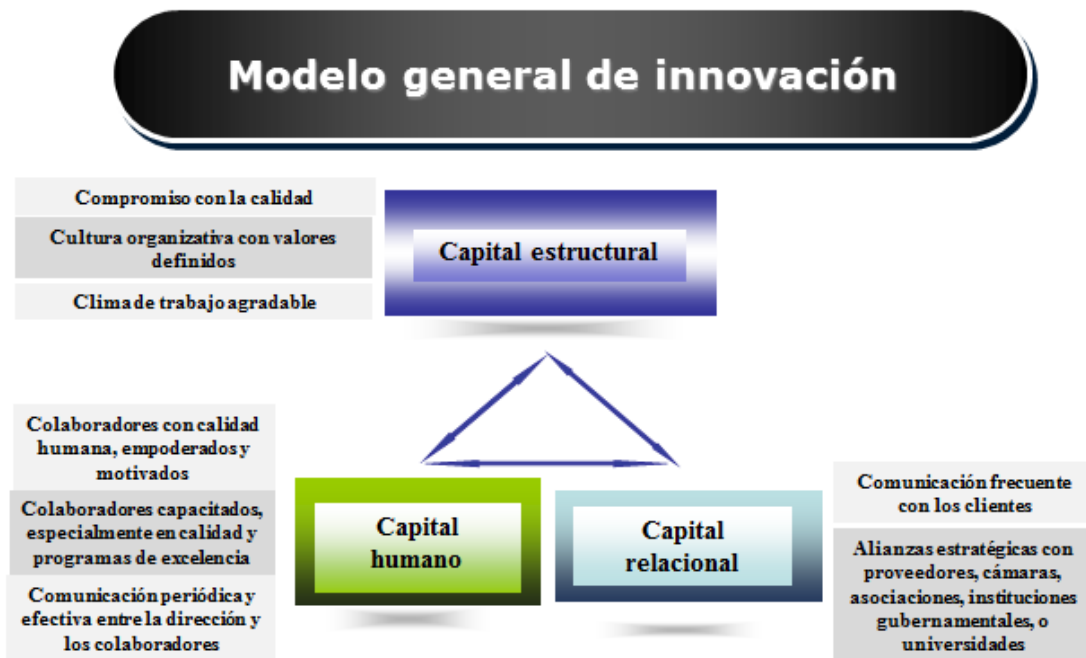 Modelo general de innovación
Compromiso con la calidad
Cultura organizativa con valores
definidos
Clima de trabajo agradable
Capital estructural
Colaboradores con calidad
humana, empoderados y
motivados
Colaboradores capacitados,
especialmente en calidad y
programas de excelencia
Comunicación periódica y
efectiva entre la dirección y
los colaboradores
Capital
humano
Capital
relacional
Comunicación frecuente
con los clientes
Alianzas estratégicas con
proveedores, cámaras,
asociaciones, instituciones
gubernamentales, o
universidades